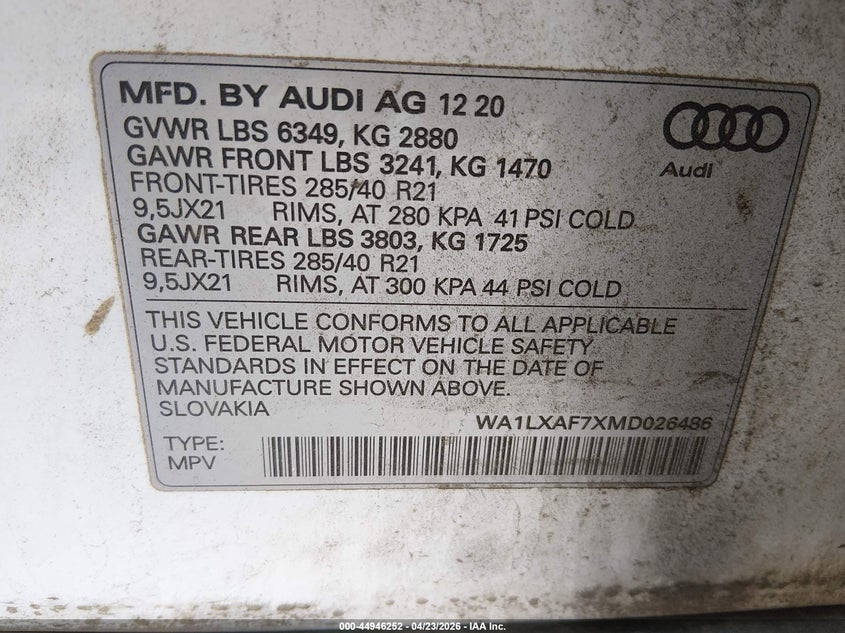 MFD. BY AUDI AG 12 20
GVWR LBS 6349, KG 2880
GAWR FRONT LBS 3241, KG 1470
FRONT-TIRES 285/40 R21
9,5JX21 RIMS, AT 280 KPA 41 PSI COLD
GAWR REAR LBS 3803, KG 1725
REAR-TIRES 285/40 R21
9,5JX21 RIMS, AT 300 KPA 44 PSI COLD
Audi
THIS VEHICLE CONFORMS TO ALL APPLICABLE
U.S. FEDERAL MOTOR VEHICLE SAFETY
STANDARDS IN EFFECT ON THE DATE OF
MANUFACTURE SHOWN ABOVE.
SLOVAKIA
WA1LXAF7XMD026486
TYPE:
MPV
000-44946252 - 04/23/2026 - IAA Inc.